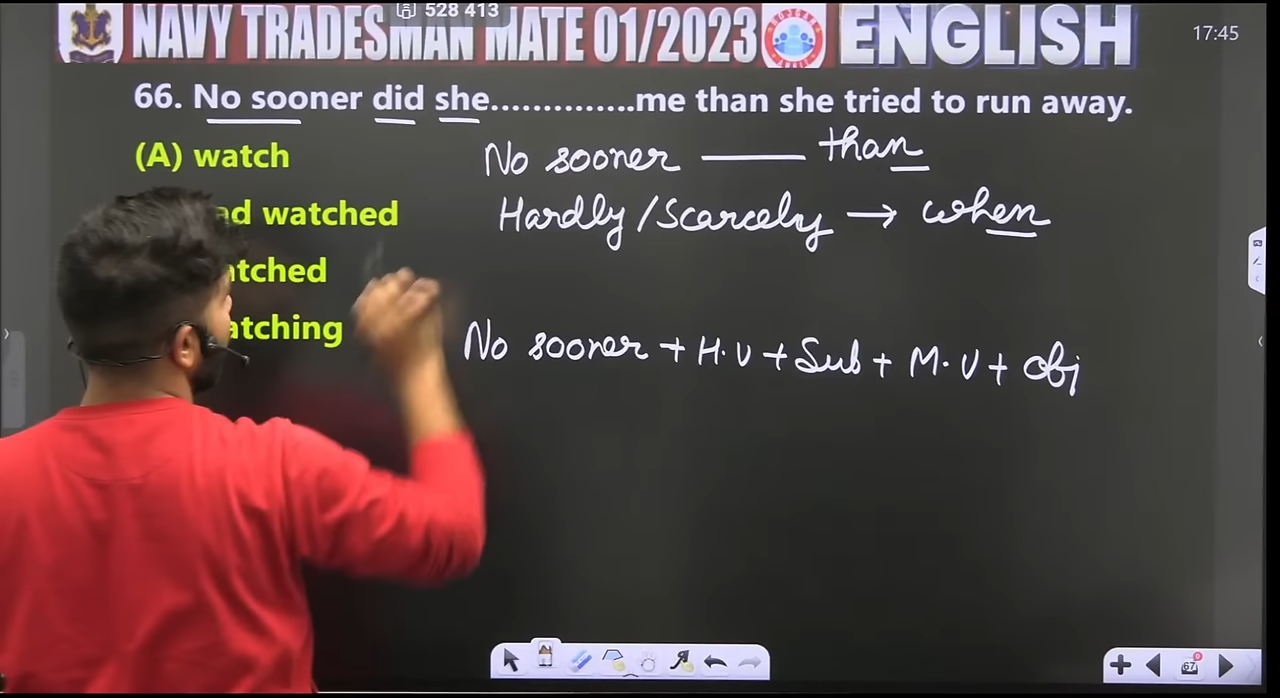 528 413
NAVY TRADESMAN MATE 01/2023 ENGLISH
17:45
66. No sooner did she..............me than she tried to run away.
(A) watch
No sooner —— than
ad watched
Hardly/Scarcely → when
atched
atching
No sooner + H.V + Sub + M.V + obj
67